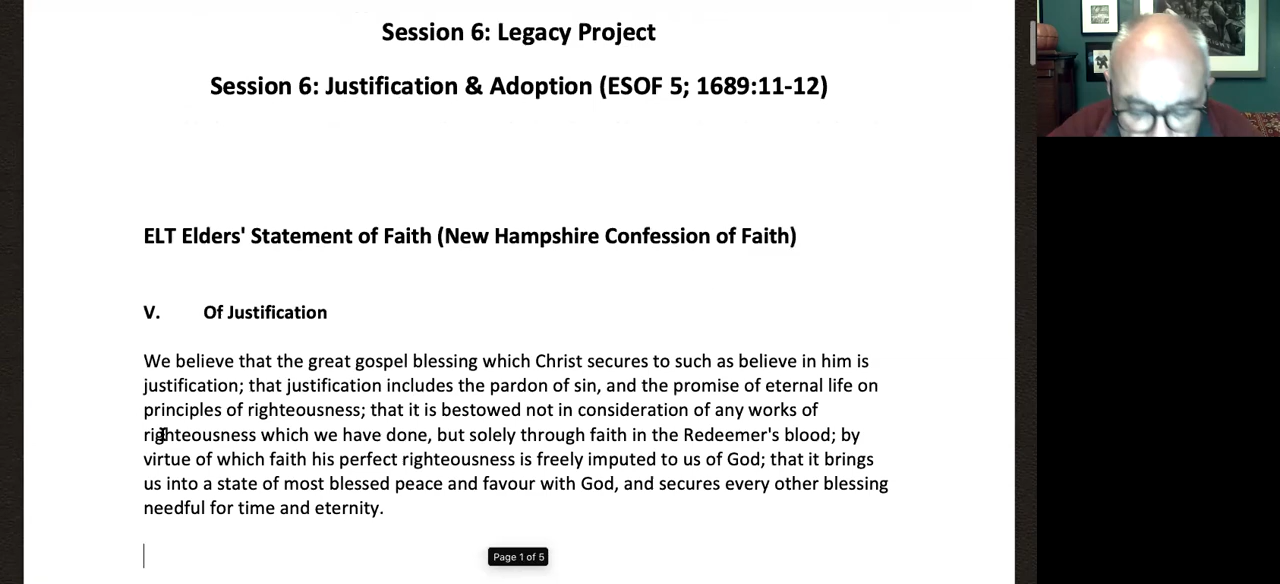 Session 6: Legacy Project
Session 6: Justification & Adoption (ESOF 5; 1689:11-12)
ELT Elders' Statement of Faith (New Hampshire Confession of Faith)
V. Of Justification
We believe that the great gospel blessing which Christ secures to such as believe in him is
justification; that justification includes the pardon of sin, and the promise of eternal life on
principles of righteousness; that it is bestowed not in consideration of any works of
righteousness which we have done, but solely through faith in the Redeemer's blood; by
virtue of which faith his perfect righteousness is freely imputed to us of God; that it brings
us into a state of most blessed peace and favour with God, and secures every other blessing
needful for time and eternity.
Page 1 of 5